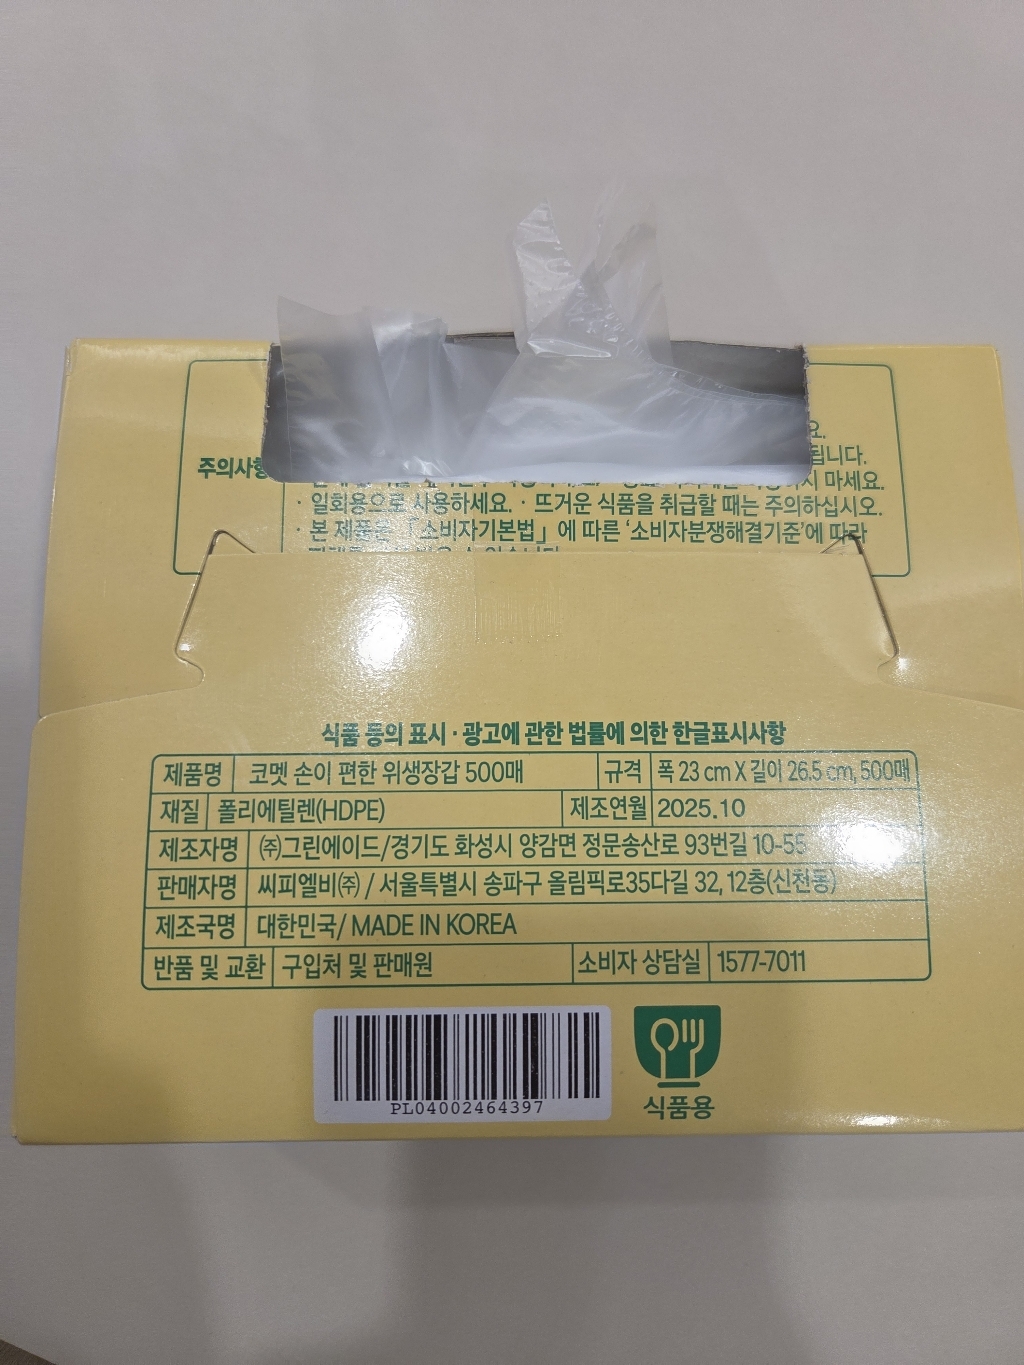 요.
됩니다.
주의사항
마세요.
· 일회용으로 사용하세요. · 뜨거운 식품을 취급할 때는 주의하십시오.
· 본 제품은 「소비자기본법」에 따른 ‘소비자분쟁해결기준’에 따라
식품 등의 표시 · 광고에 관한 법률에 의한 한글표시사항
제품명 코멧 손이 편한 위생장갑 500매 규격 폭 23 cm X 길이 26.5 cm, 500매
재질 폴리에틸렌(HDPE) 제조연월 2025.10
제조자명 ㈜그린에이드/경기도 화성시 양감면 정문송산로 93번길 10-55
판매자명 씨피엘비㈜ / 서울특별시 송파구 올림픽로35다길 32, 12층(신천동)
제조국명 대한민국/ MADE IN KOREA
반품 및 교환 구입처 및 판매원 소비자 상담실 1577-7011
PL04002464397
식품용